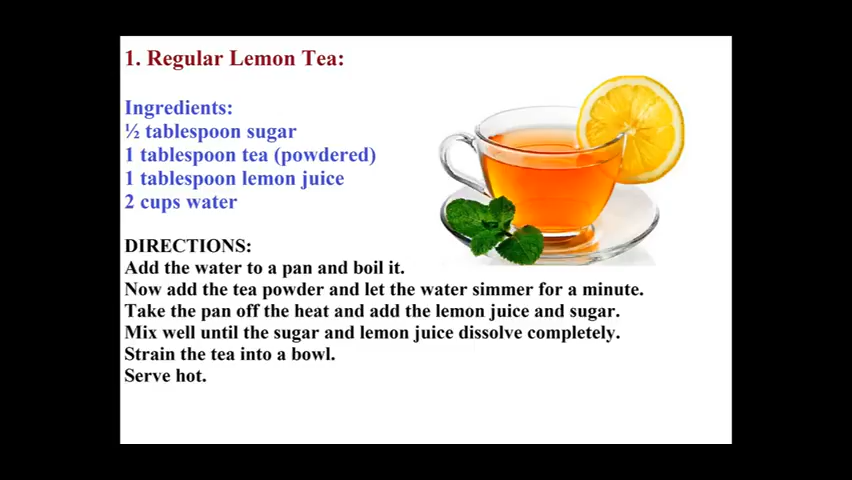 1. Regular Lemon Tea:
Ingredients:
½ tablespoon sugar
1 tablespoon tea (powdered)
1 tablespoon lemon juice
2 cups water
DIRECTIONS:
Add the water to a pan and boil it.
Now add the tea powder and let the water simmer for a minute.
Take the pan off the heat and add the lemon juice and sugar.
Mix well until the sugar and lemon juice dissolve completely.
Strain the tea into a bowl.
Serve hot.